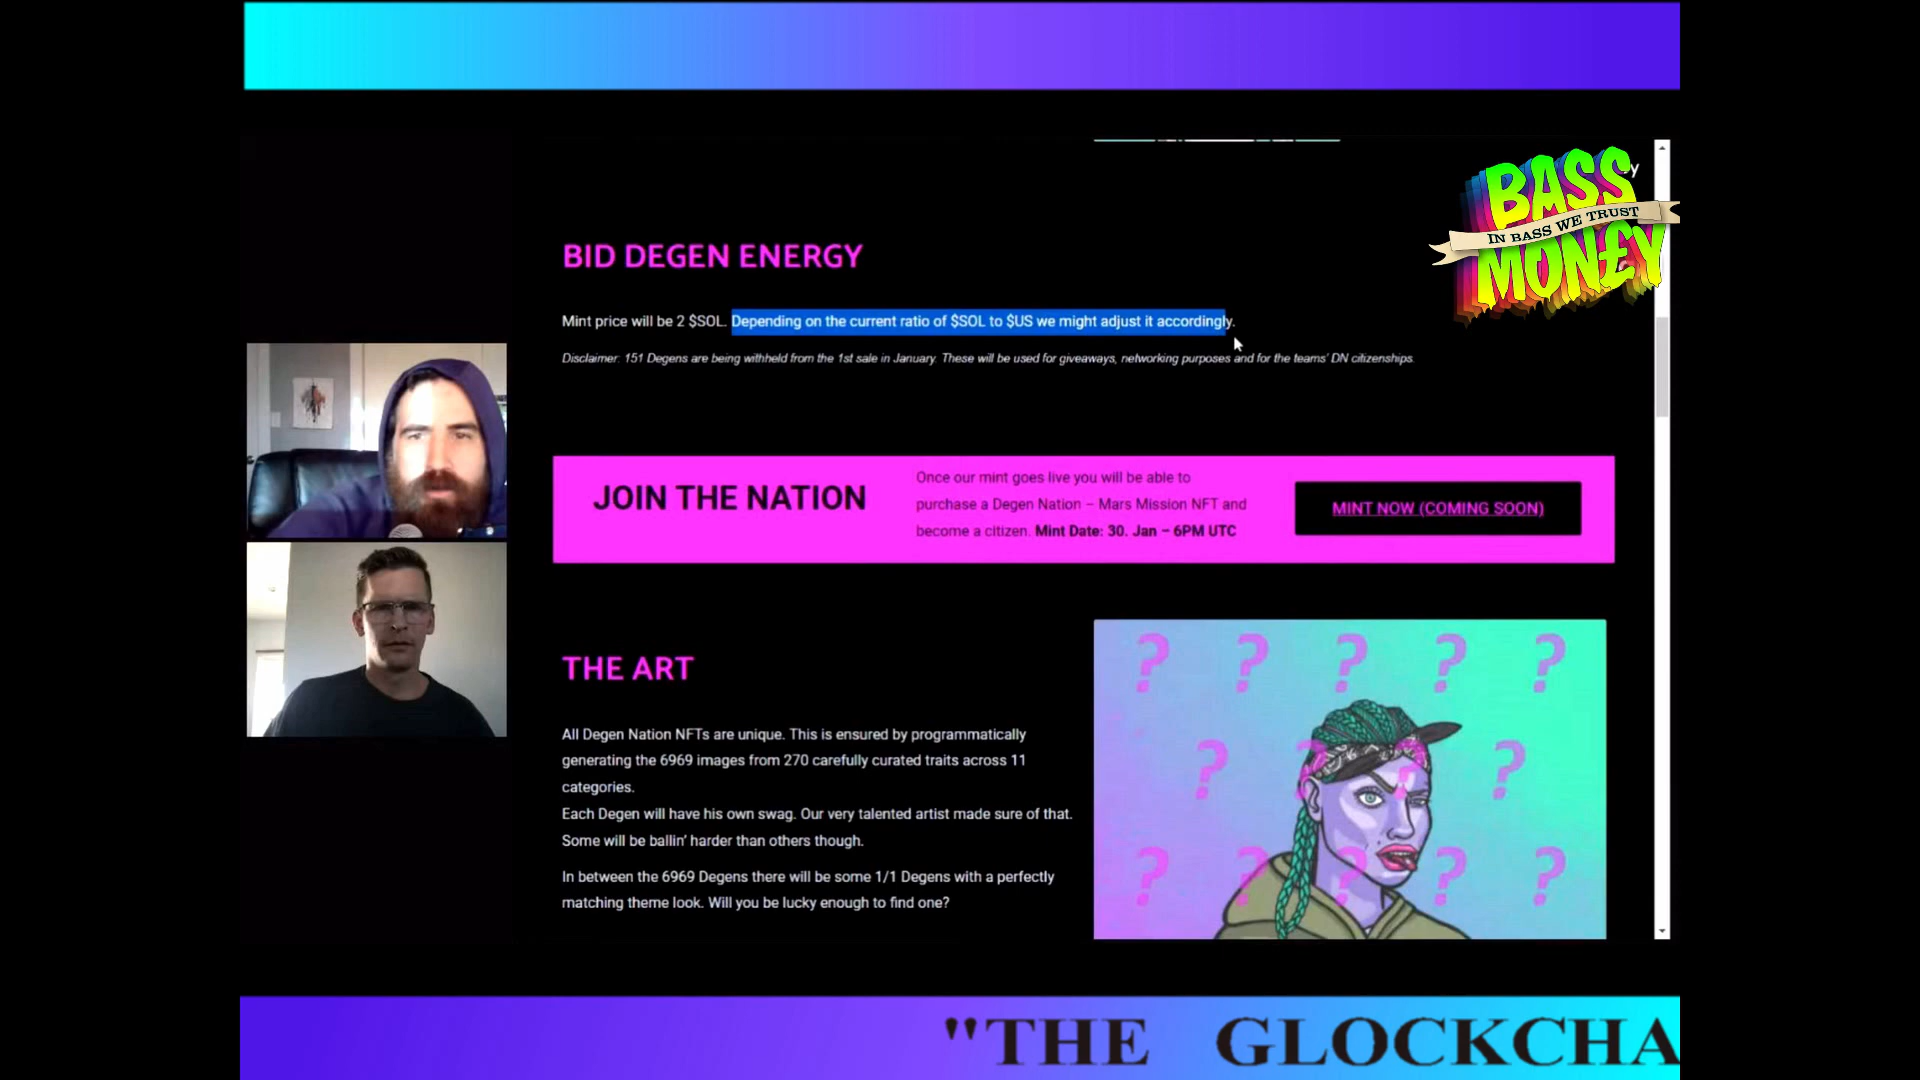 BASS
IN BASS WE TRUST
MON£Y
y
BID DEGEN ENERGY
Mint price will be 2 $SOL. Depending on the current ratio of $SOL to $US we might adjust it accordingly.
Disclaimer: 151 Degens are being withheld from the 1st sale in January. These will be used for giveaways, networking purposes and for the teams' DN citizenships.
JOIN THE NATION
Once our mint goes live you will be able to
purchase a Degen Nation – Mars Mission NFT and
become a citizen. Mint Date: 30. Jan – 6PM UTC
MINT NOW (COMING SOON)
THE ART
All Degen Nation NFTs are unique. This is ensured by programmatically
generating the 6969 images from 270 carefully curated traits across 11
categories.
Each Degen will have his own swag. Our very talented artist made sure of that.
Some will be ballin' harder than others though.
In between the 6969 Degens there will be some 1/1 Degens with a perfectly
matching theme look. Will you be lucky enough to find one?
? ? ? ? ?
? ? ? ?
? ? ? ? ?
"THE GLOCKCHA